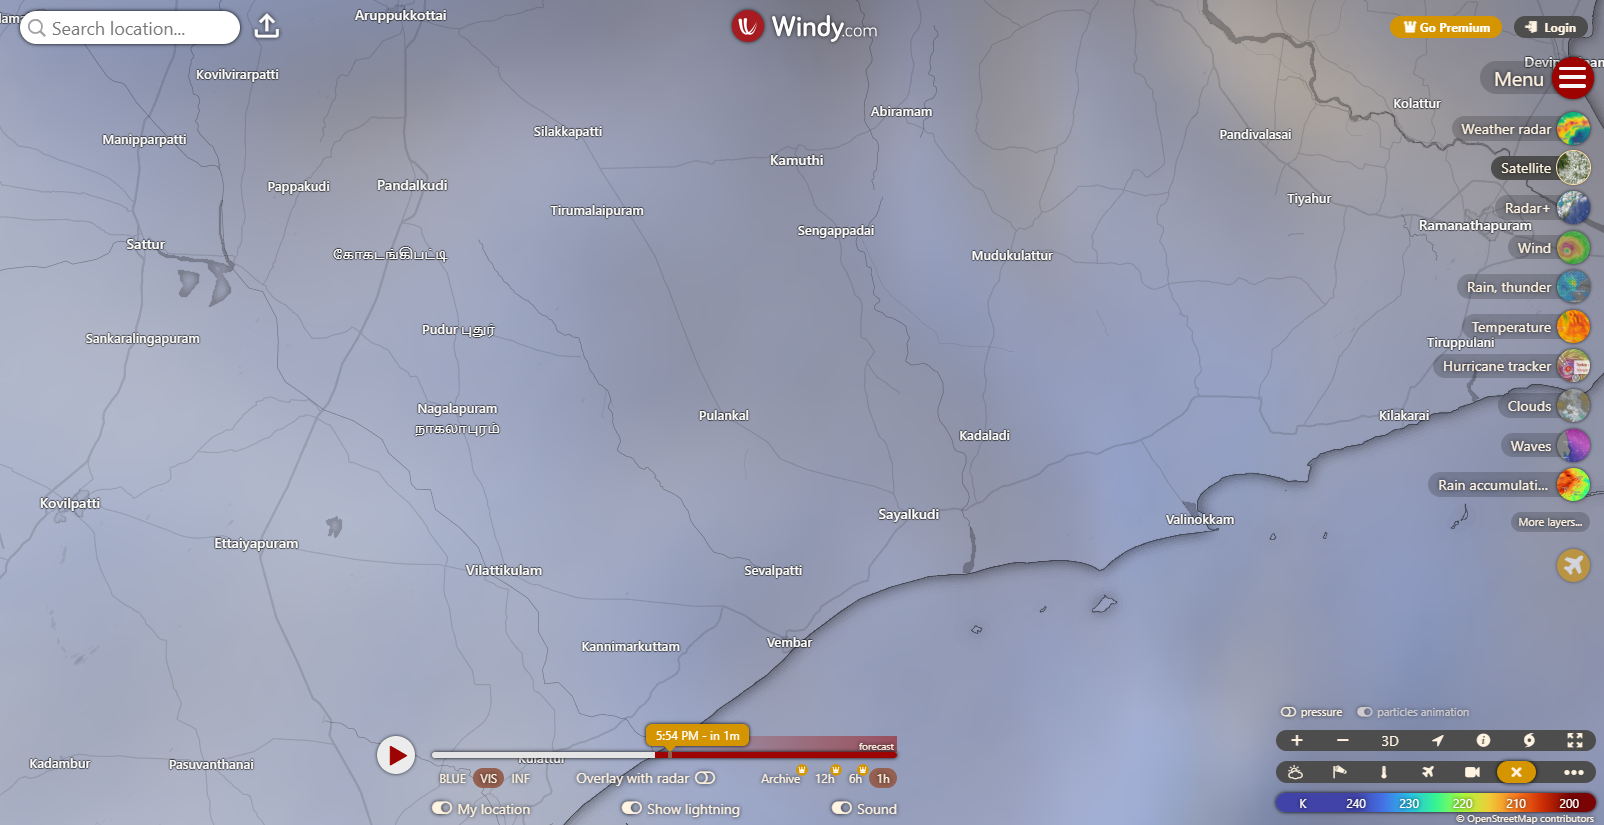 Aruppukkottai
Search location...
Windy.com
Go Premium
Login
Kovilvirarpatti
Menu
Kolattur
Abiramam
Weather radar
Manipparpatti
Silakkapatti
Pandivalasai
Kamuthi
Satellite
Pappakudi
Pandalkudi
Tiyahur
Radar+
Tirumalaipuram
Sengappadai
Ramanathapuram
Sattur
Wind
கோகடங்கிபட்டி
Mudukulattur
Rain, thunder
Pudur புதூர்
Temperature
Sankaralingapuram
Tiruppulani
Hurricane tracker
Nagalapuram
நாகலாபுரம்
Pulankal
Kilakarai
Clouds
Kadaladi
Waves
Rain accumulati...
Kovilpatti
Sayalkudi
Valinokkam
More layers...
Ettaiyapuram
Vilattikulam
Sevalpatti
Kannimarkuttam
Vembar
pressure
particles animation
5:54 PM - in 1m
forecast
3D
Kadambur
Pasuvanthanai
Kulattur
BLUE VIS INF
Overlay with radar
Archive 12h 6h 1h
My location
Show lightning
Sound
K 240 230 220 210 200
© OpenStreetMap contributors